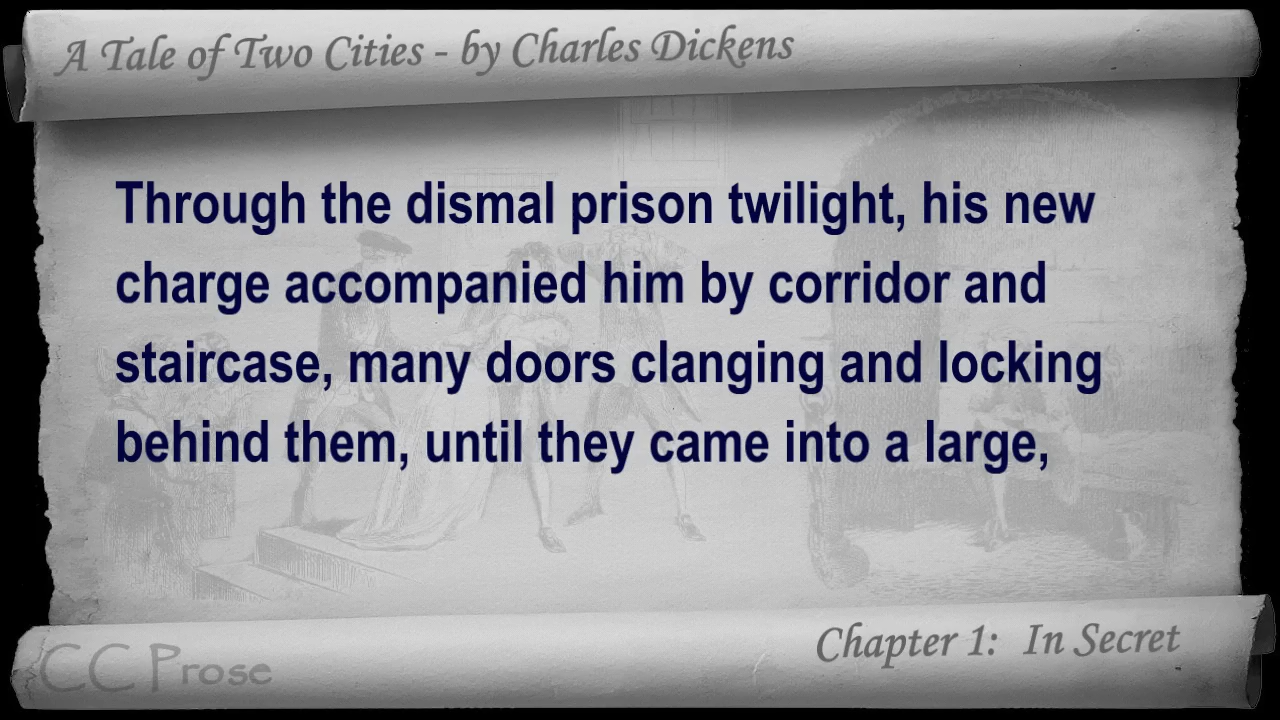 A Tale of Two Cities - by Charles Dickens
Through the dismal prison twilight, his new
charge accompanied him by corridor and
staircase, many doors clanging and locking
behind them, until they came into a large,
Chapter 1: In Secret
CC Prose